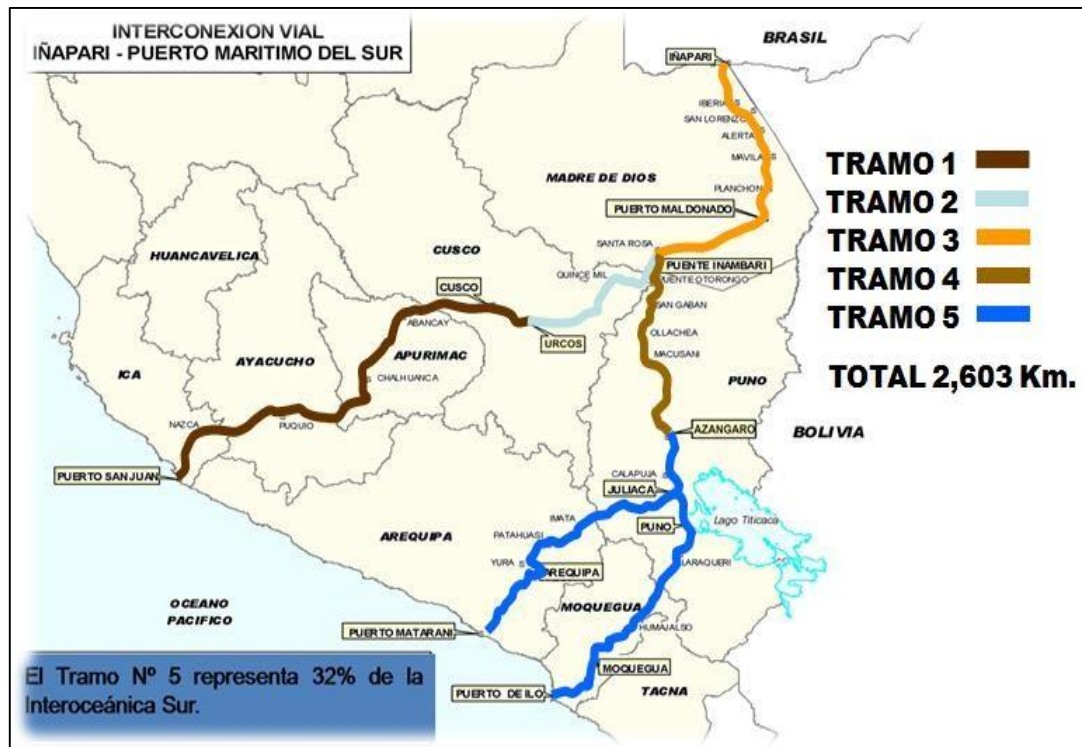 INTERCONEXION VIAL
IÑAPARI - PUERTO MARITIMO DEL SUR
BRASIL
IÑAPARI
IBERIA
SAN LORENZO
ALERTA
MAVILA
PLANCHON
MADRE DE DIOS
PUERTO MALDONADO
SANTA ROSA
PUENTE INAMBARI
PUENTE OTORONGO
QUINCE MIL
CUSCO
CUSCO
HUANCAVELICA
SAN GABAN
OLLACHEA
MACUSANI
URCOS
ABANCAY
APURIMAC
AYACUCHO
CHALHUANCA
ICA
NAZCA
PUQUIO
PUERTO SAN JUAN
PUNO
AZANGARO
BOLIVIA
CALAPUJA
JULIACA
PUNO
Lago Titicaca
IMATA
PATAHUASI
AREQUIPA
YURA
AREQUIPA
LARAQUERI
MOQUEGUA
HUMAJALSO
OCEANO
PACIFICO
PUERTO MATARANI
MOQUEGUA
PUERTO DE ILO
TACNA
TRAMO 1
TRAMO 2
TRAMO 3
TRAMO 4
TRAMO 5
TOTAL 2,603 Km.
El Tramo Nº 5 representa 32% de la
Interoceánica Sur.